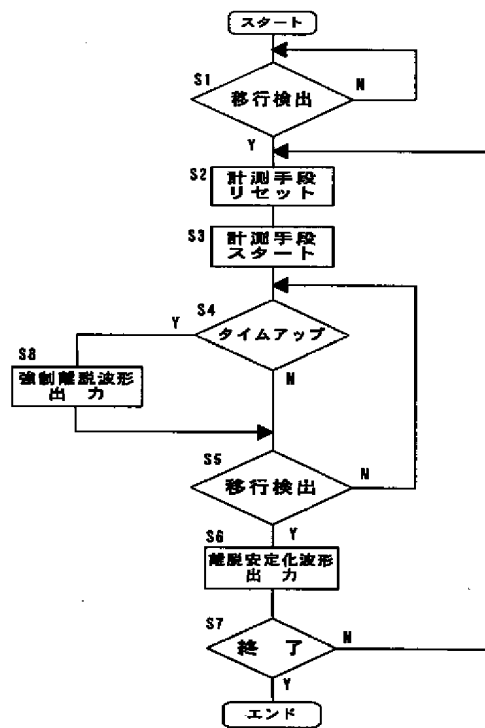 スタート
S1
移行検出
N
Y
S2
計測手段
リセット
S3
計測手段
スタート
S4
Y
タイムアップ
S8
強制離脱波形
出力
N
S5
移行検出
N
Y
S6
離脱安定化波形
出力
S7
終了
N
Y
エンド